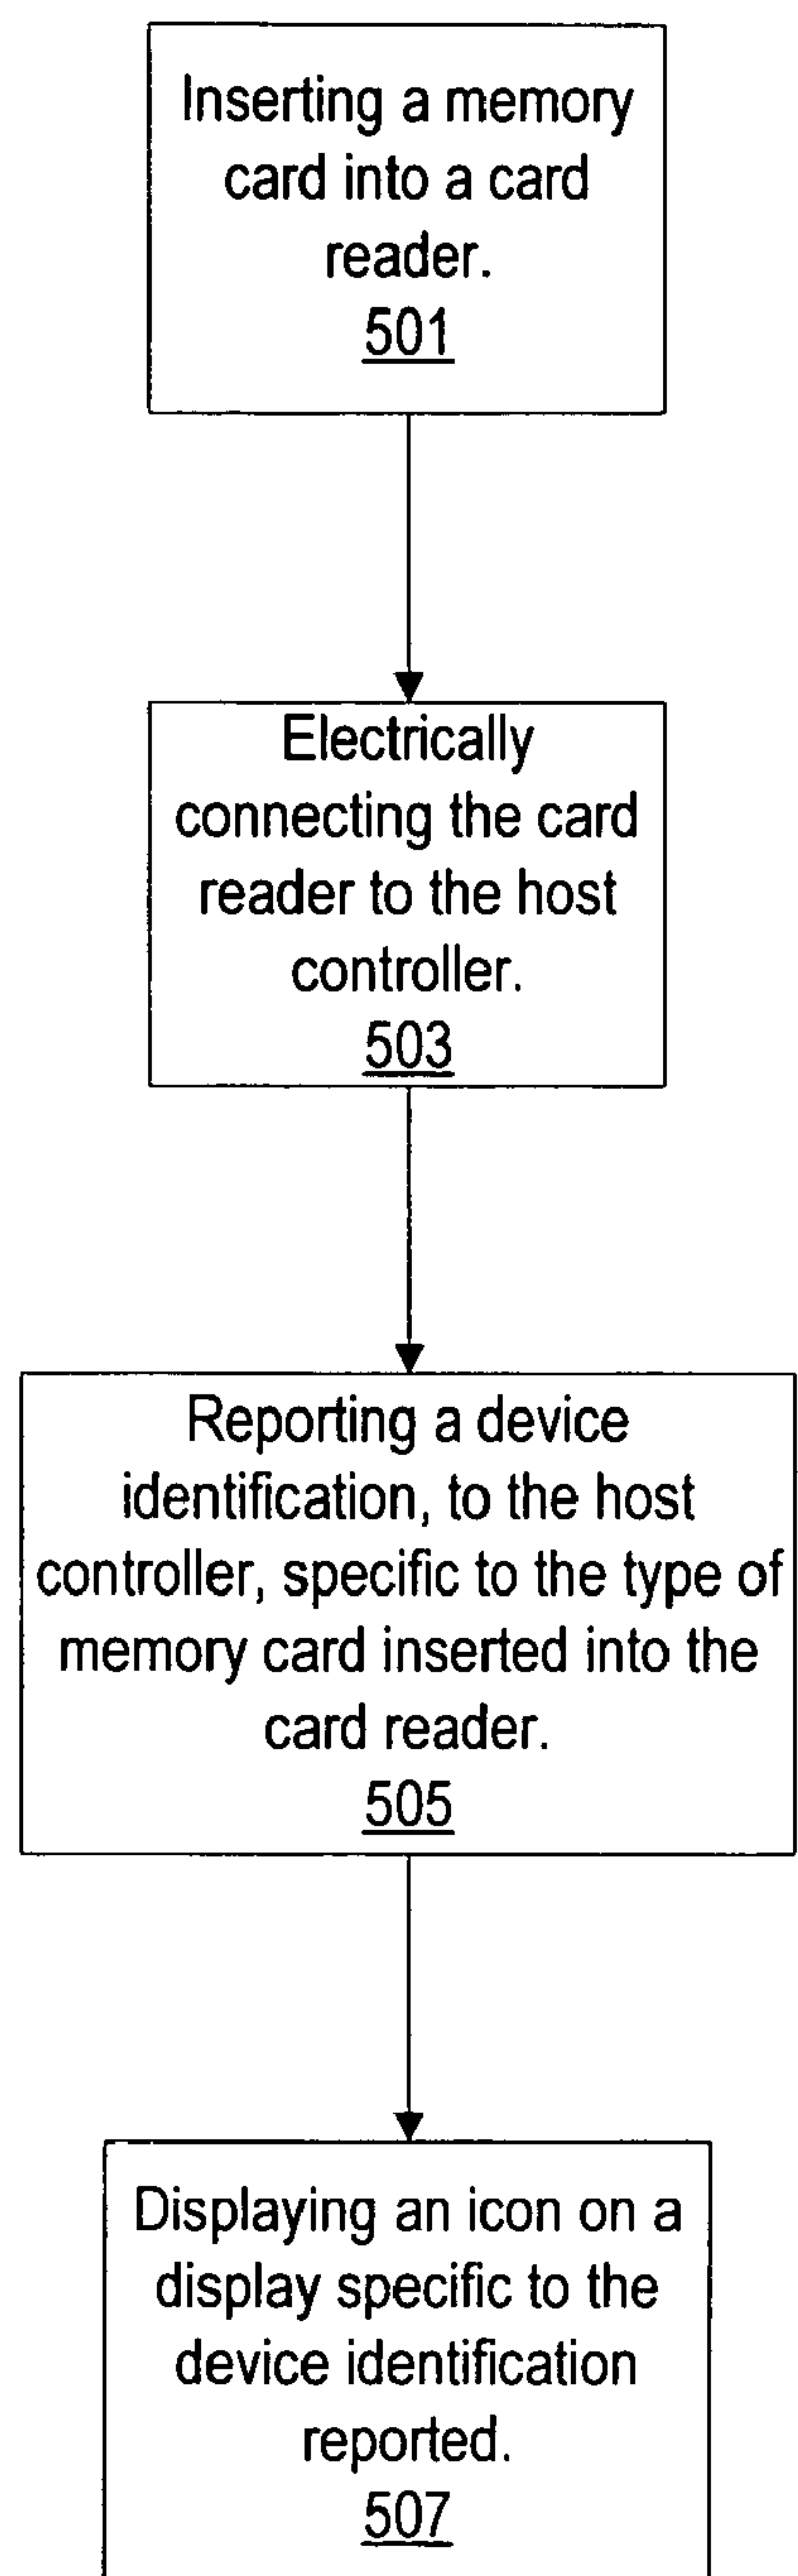 Inserting a memory
card into a card
reader.
501
Electrically
connecting the card
reader to the host
controller.
503
Reporting a device
identification, to the host
controller, specific to the type of
memory card inserted into the
card reader.
505
Displaying an icon on a
display specific to the
device identification
reported.
507